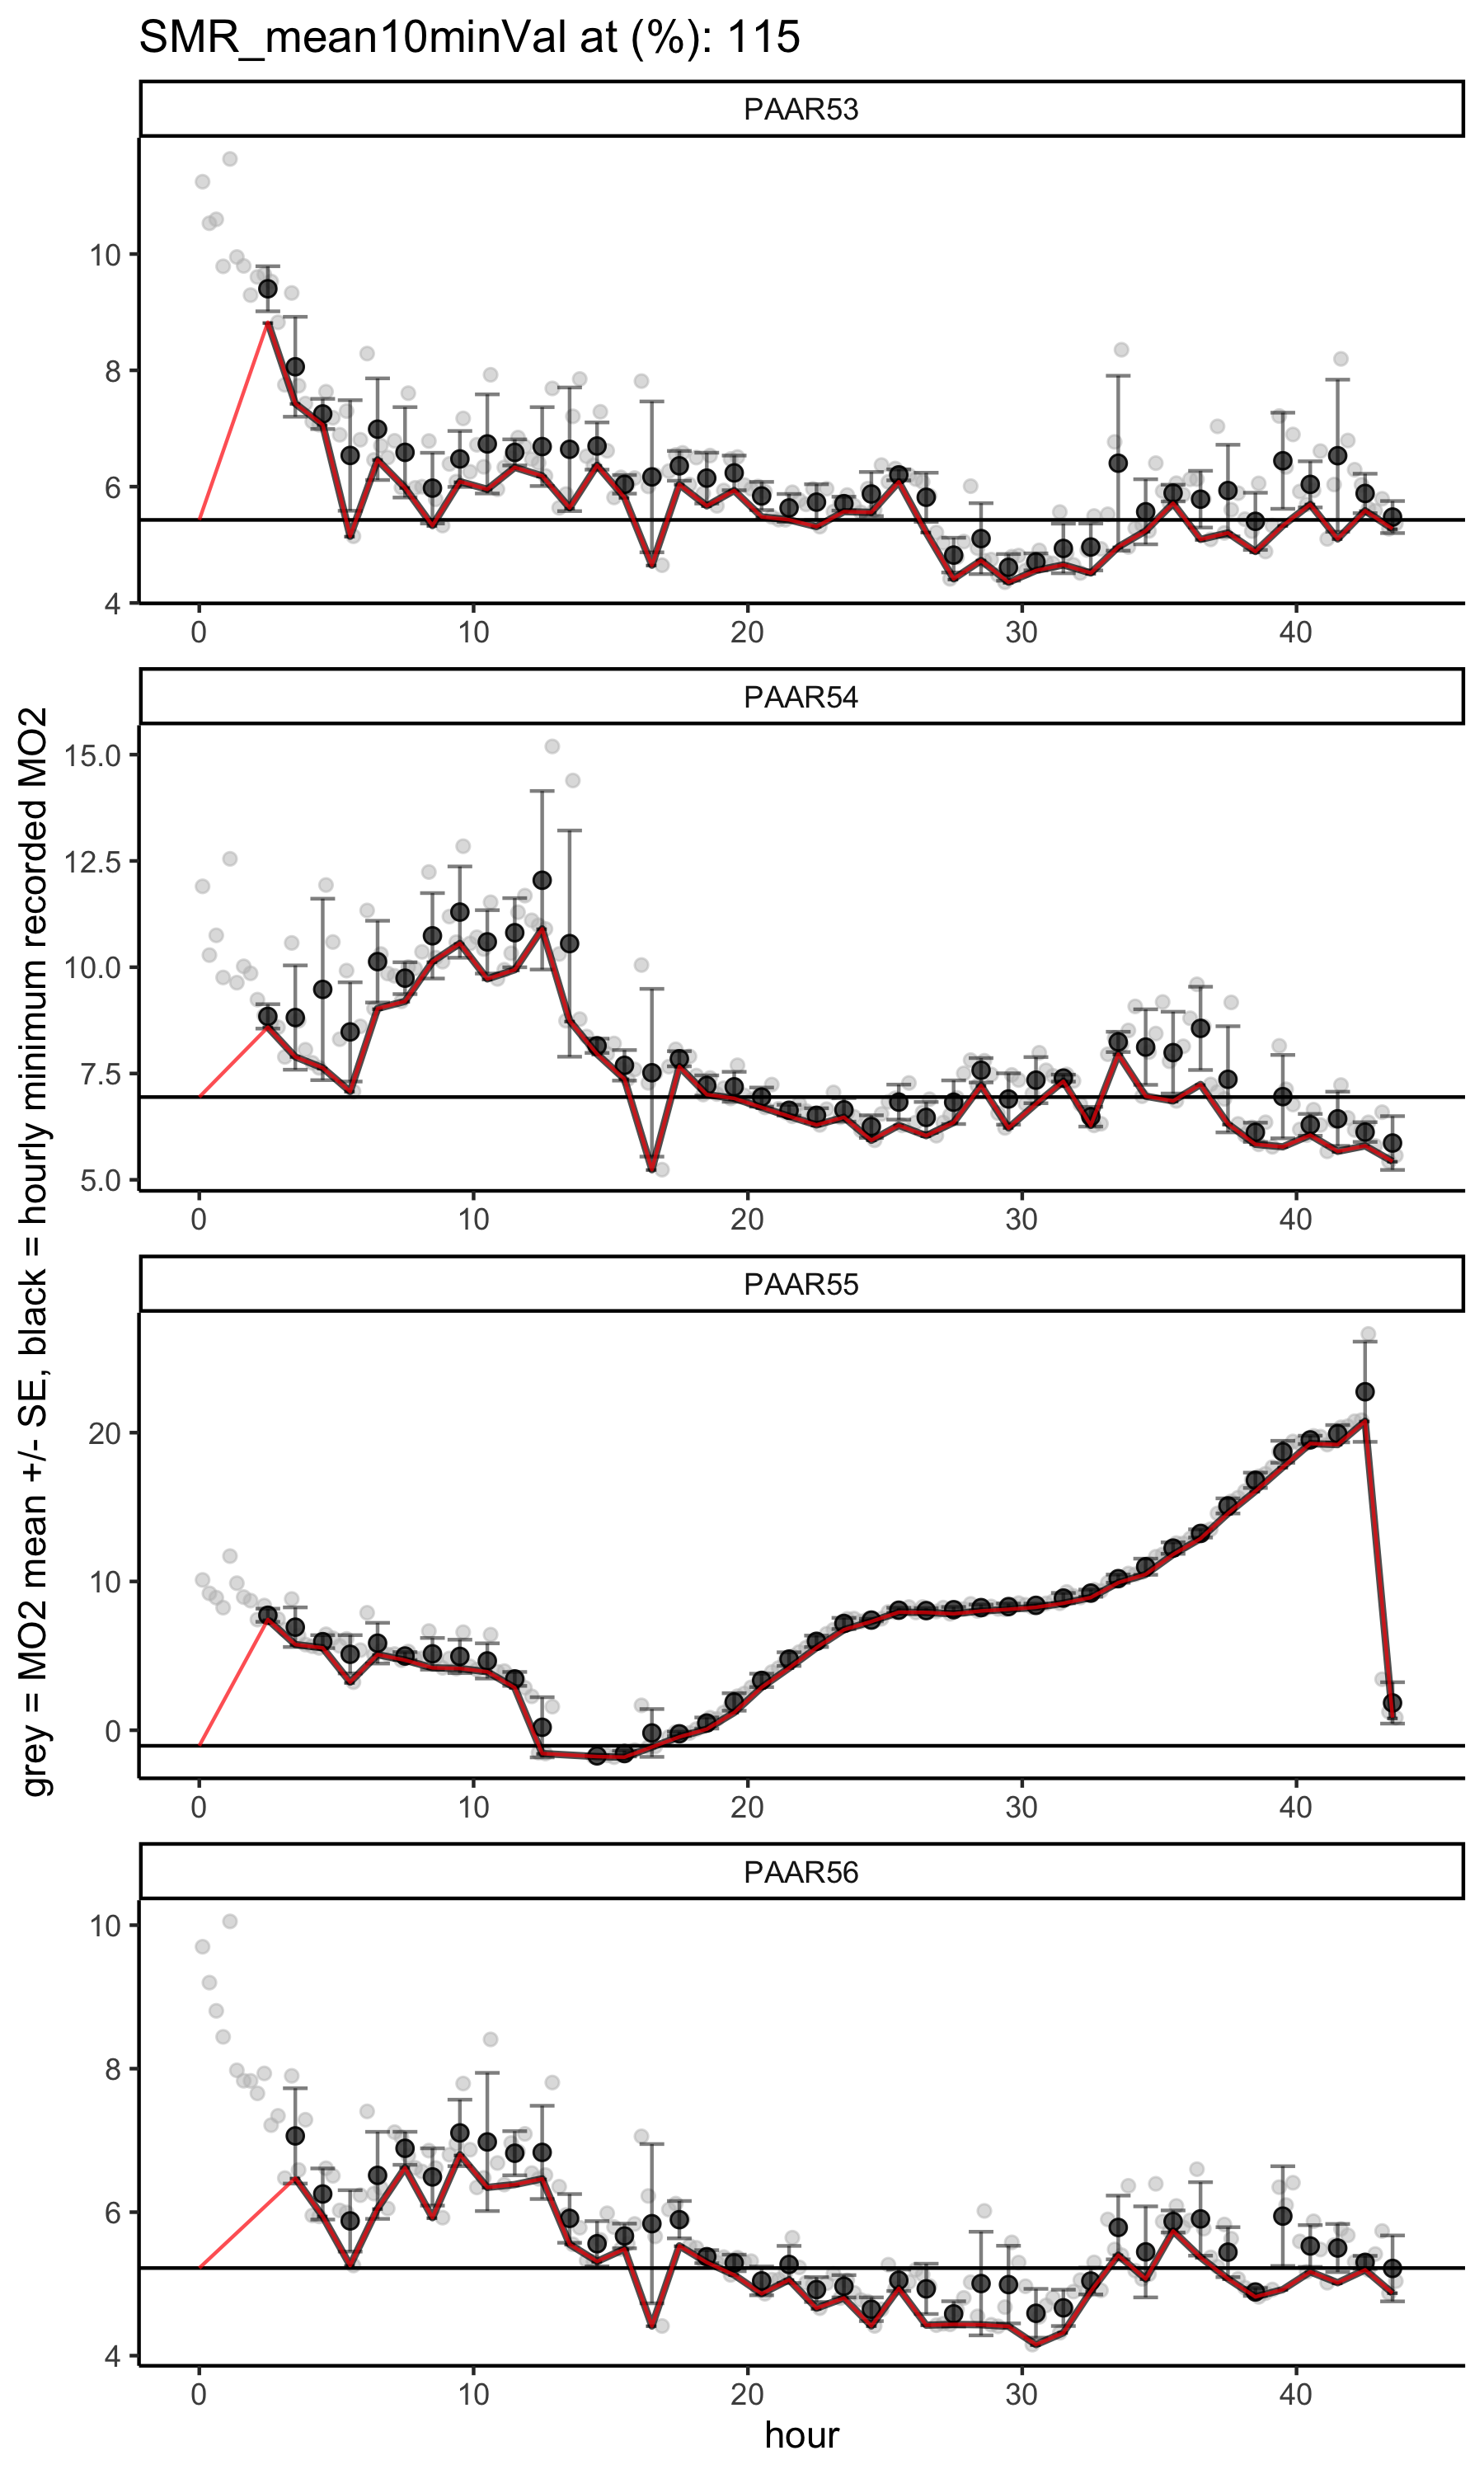 SMR_mean10minVal at (%): 115
grey = MO2 mean +/- SE, black = hourly minimum recorded MO2
PAAR53
10
8
6
4
0 10 20 30 40
PAAR54
15.0
12.5
10.0
7.5
5.0
0 10 20 30 40
PAAR55
20
10
0
0 10 20 30 40
PAAR56
10
8
6
4
0 10 20 30 40
hour